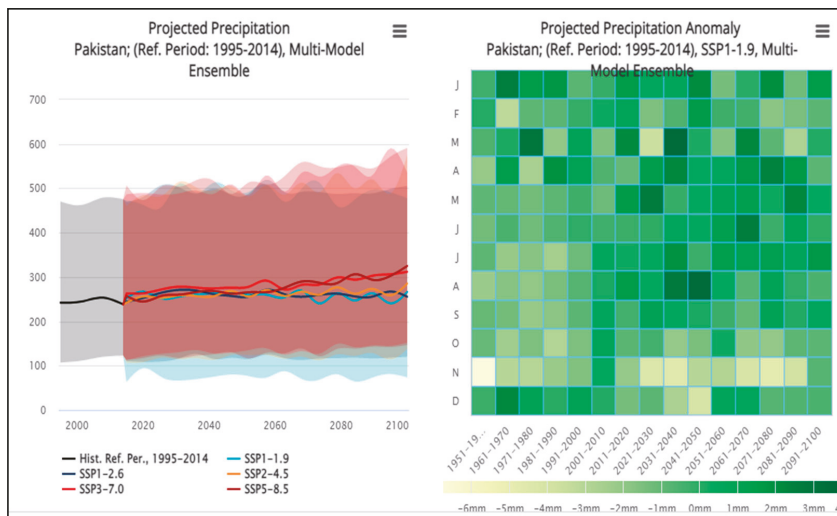 Projected Precipitation
Pakistan; (Ref. Period: 1995-2014), Multi-Model
Ensemble
700
600
500
400
300
200
100
0
2000
2020
2040
2060
2080
2100
Hist. Ref. Per., 1995–2014
SSP1–1.9
SSP1–2.6
SSP2–4.5
SSP3–7.0
SSP5–8.5
Projected Precipitation Anomaly
Pakistan; (Ref. Period: 1995-2014), SSP1-1.9, Multi-
Model Ensemble
J
F
M
A
M
J
J
A
S
O
N
D
1951-19...
1961-1970
1971-1980
1981-1990
1991-2000
2001-2010
2011-2020
2021-2030
2031-2040
2041-2050
2051-2060
2061-2070
2071-2080
2081-2090
2091-2100
−6mm
−5mm
−4mm
−3mm
−2mm
−1mm
0mm
1mm
2mm
3mm